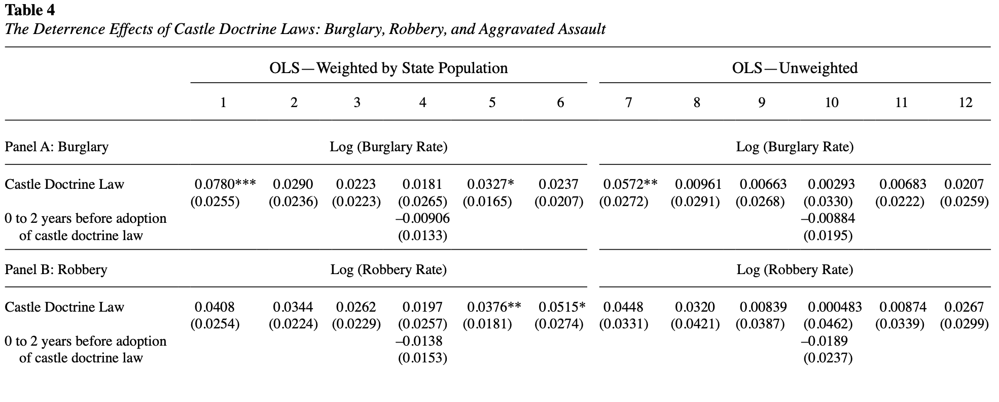 Table 4
The Deterrence Effects of Castle Doctrine Laws: Burglary, Robbery, and Aggravated Assault
OLS—Weighted by State Population OLS—Unweighted
1 2 3 4 5 6 7 8 9 10 11 12
Panel A: Burglary Log (Burglary Rate) Log (Burglary Rate)
Castle Doctrine Law 0.0780*** 0.0290 0.0223 0.0181 0.0327* 0.0237 0.0572** 0.00961 0.00663 0.00293 0.00683 0.0207
(0.0255) (0.0236) (0.0223) (0.0265) (0.0165) (0.0207) (0.0272) (0.0291) (0.0268) (0.0330) (0.0222) (0.0259)
0 to 2 years before adoption –0.00906 –0.00884
of castle doctrine law (0.0133) (0.0195)
Panel B: Robbery Log (Robbery Rate) Log (Robbery Rate)
Castle Doctrine Law 0.0408 0.0344 0.0262 0.0197 0.0376** 0.0515* 0.0448 0.0320 0.00839 0.000483 0.00874 0.0267
(0.0254) (0.0224) (0.0229) (0.0257) (0.0181) (0.0274) (0.0331) (0.0421) (0.0387) (0.0462) (0.0339) (0.0299)
0 to 2 years before adoption –0.0138 –0.0189
of castle doctrine law (0.0153) (0.0237)